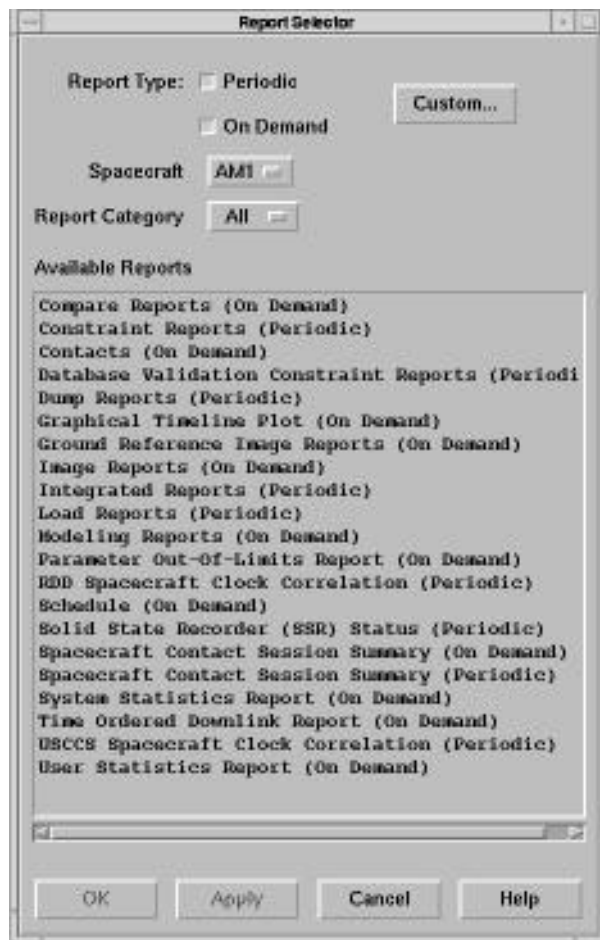 Report Selector
Report Type: Periodic
Custom...
On Demand
Spacecraft AM1
Report Category All
Available Reports
Compare Reports (On Demand)
Constraint Reports (Periodic)
Contacts (On Demand)
Database Validation Constraint Reports (Periodi
Dump Reports (Periodic)
Graphical Timeline Plot (On Demand)
Ground Reference Image Reports (On Demand)
Image Reports (On Demand)
Integrated Reports (Periodic)
Load Reports (Periodic)
Modeling Reports (On Demand)
Parameter Out-Of-Limits Report (On Demand)
RDD Spacecraft Clock Correlation (Periodic)
Schedule (On Demand)
Solid State Recorder (SSR) Status (Periodic)
Spacecraft Contact Session Summary (On Demand)
Spacecraft Contact Session Summary (Periodic)
System Statistics Report (On Demand)
Time Ordered Downlink Report (On Demand)
USCCS Spacecraft Clock Correlation (Periodic)
User Statistics Report (On Demand)
OK Apply Cancel Help